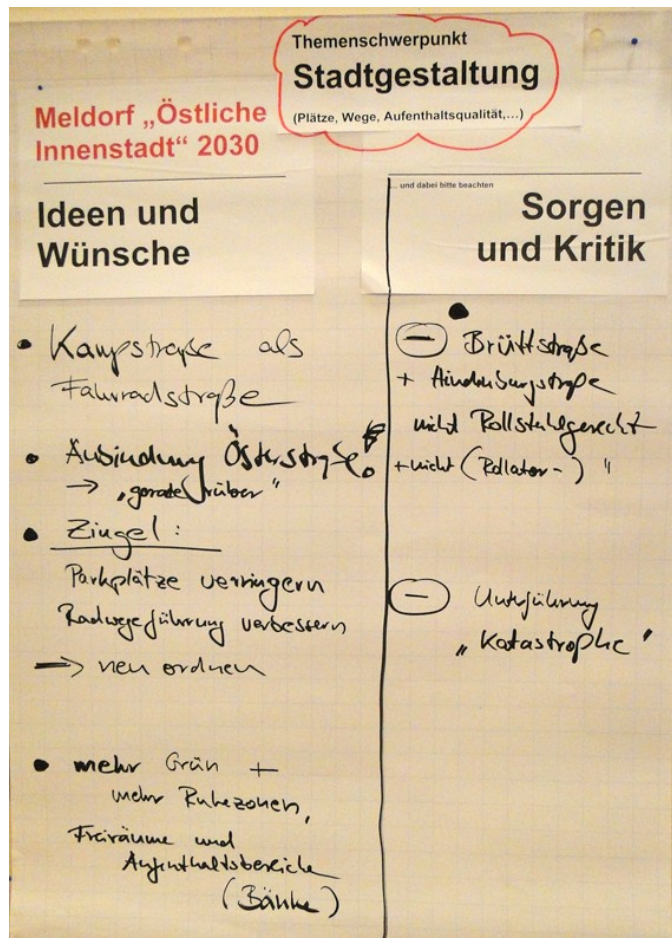 Themenschwerpunkt
Stadtgestaltung
(Plätze, Wege, Aufenthaltsqualität,...)
Meldorf „Östliche
Innenstadt“ 2030
Ideen und
Wünsche
... und dabei bitte beachten
Sorgen
und Kritik
• Kampstraße als
Fahrradstraße
• Anbindung Österstraße!
→ „gerade rüber“
• Zingel:
Parkplätze verringern
Radwegeführung verbessern
→ neu ordnen
• mehr Grün +
mehr Ruhezonen,
Freiräume und
Aufenthaltsbereiche
(Bänke)
• 
- Brüttstraße
+ Hindenburgstraße
nicht Rollstuhlgerecht
+ nicht (Rollator-) "
- Unterführung
„Katastrophe“